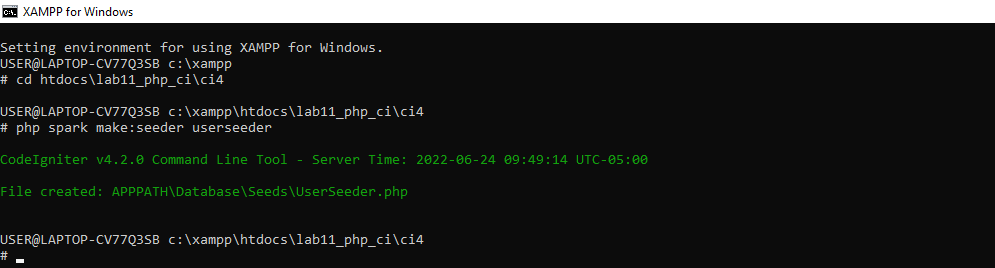 XAMPP for Windows
Setting environment for using XAMPP for Windows.
USER@LAPTOP-CV77Q3SB c:\xampp
# cd htdocs\lab11_php_ci\ci4
USER@LAPTOP-CV77Q3SB c:\xampp\htdocs\lab11_php_ci\ci4
# php spark make:seeder userseeder
CodeIgniter v4.2.0 Command Line Tool - Server Time: 2022-06-24 09:49:14 UTC-05:00
File created: APPPATH\Database\Seeds\UserSeeder.php
USER@LAPTOP-CV77Q3SB c:\xampp\htdocs\lab11_php_ci\ci4
#